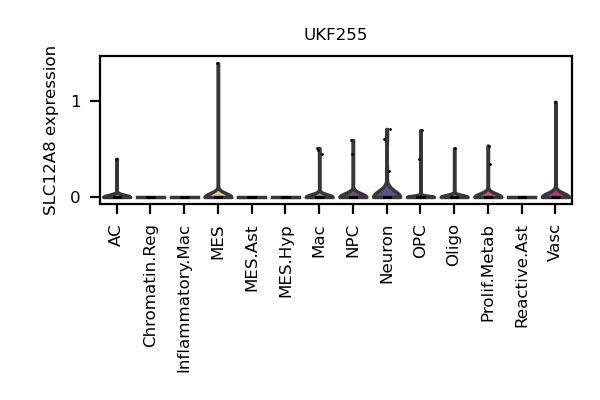 UKF255
SLC12A8 expression
1
0
AC
Chromatin.Reg
Inflammatory.Mac
MES
MES.Ast
MES.Hyp
Mac
NPC
Neuron
OPC
Oligo
Prolif.Metab
Reactive.Ast
Vasc